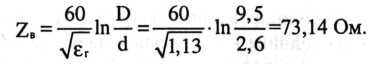 Zв = 60/√εr ln D/d = 60/√1,13 · ln 9,5/2,6 = 73,14 Ом.